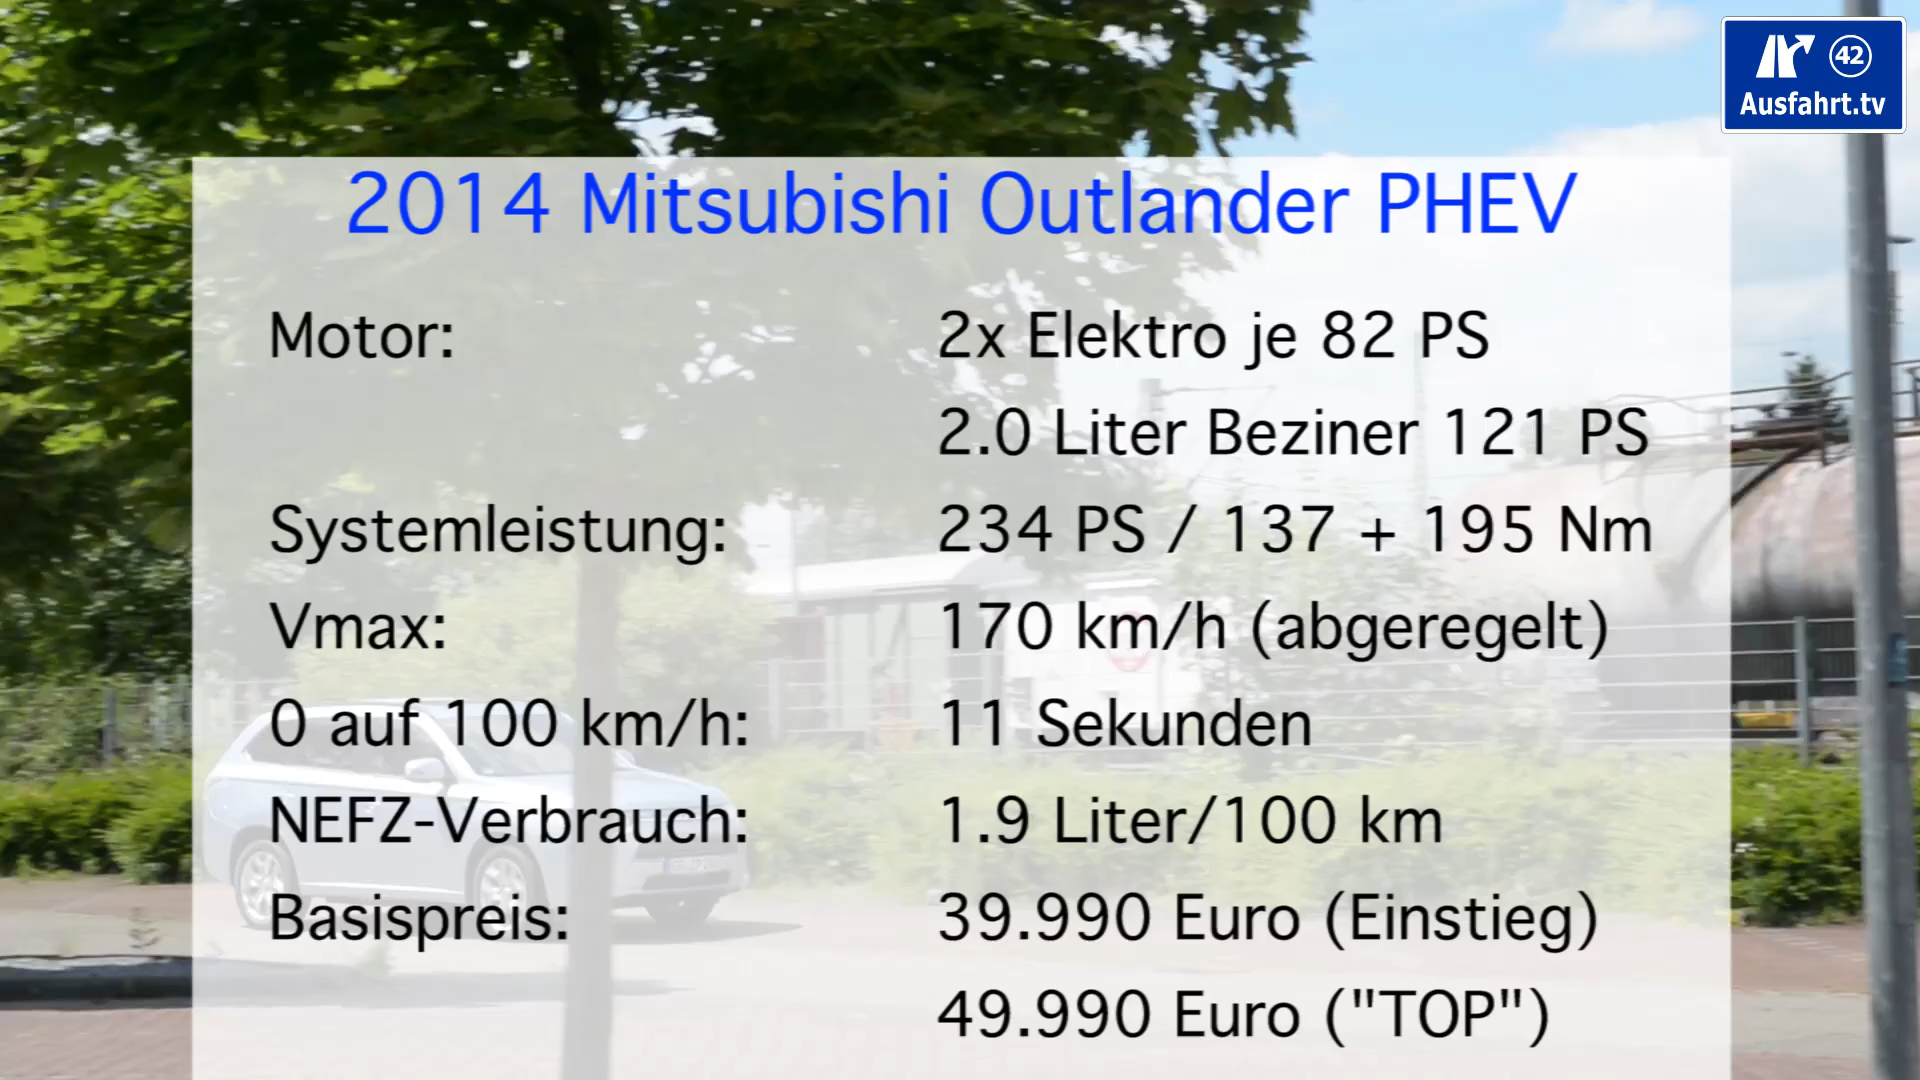 42
Ausfahrt.tv
2014 Mitsubishi Outlander PHEV
Motor: 2x Elektro je 82 PS
2.0 Liter Beziner 121 PS
Systemleistung: 234 PS / 137 + 195 Nm
Vmax: 170 km/h (abgeregelt)
0 auf 100 km/h: 11 Sekunden
NEFZ-Verbrauch: 1.9 Liter/100 km
Basispreis: 39.990 Euro (Einstieg)
49.990 Euro ("TOP")